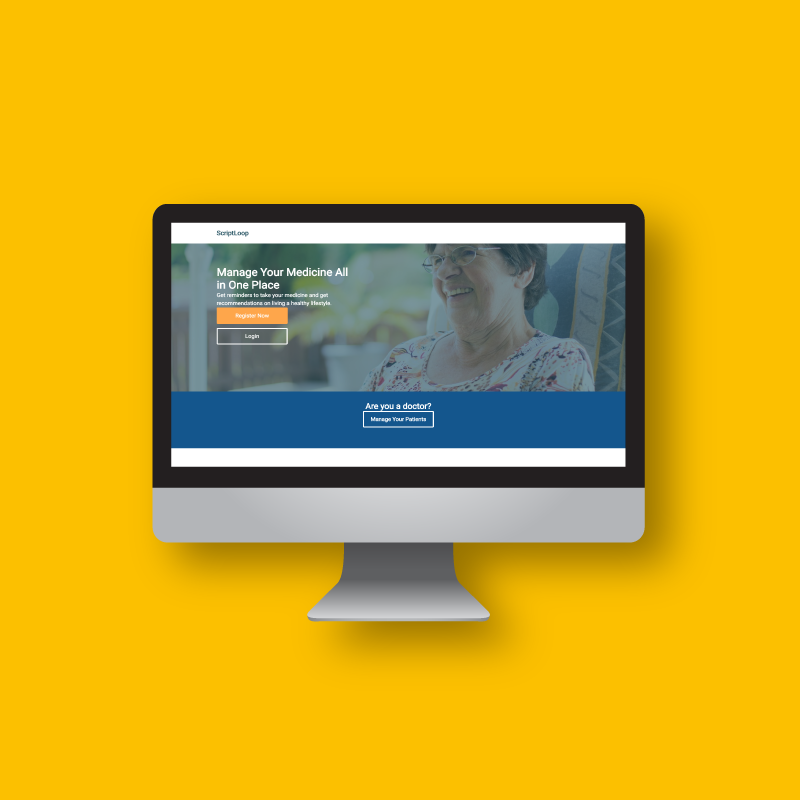 ScriptLoop
Manage Your Medicine All
in One Place
Get reminders to take your medicine and get
recommendations on living a healthy lifestyle.
Register Now
Login
Are you a doctor?
Manage Your Patients